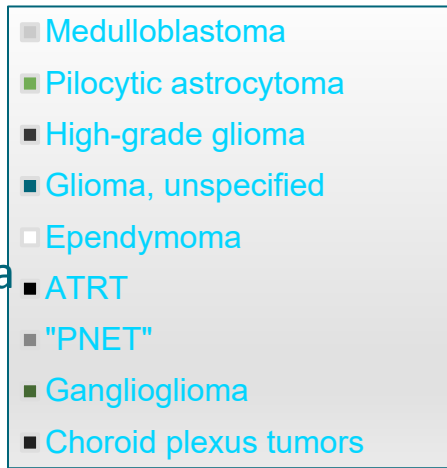 Medulloblastoma
Pilocytic astrocytoma
High-grade glioma
Glioma, unspecified
Ependymoma
a
ATRT
"PNET"
Ganglioglioma
Choroid plexus tumors